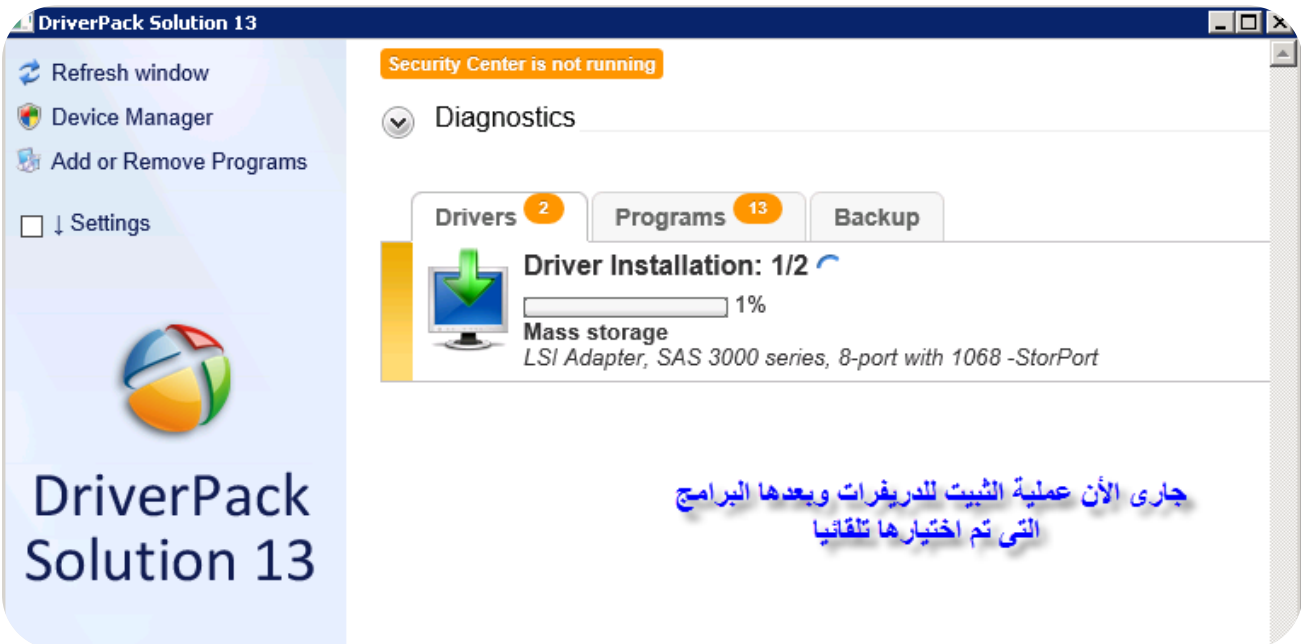 DriverPack Solution 13
Refresh window
Device Manager
Add or Remove Programs
↓ Settings
DriverPack
Solution 13
Security Center is not running
Diagnostics
Drivers 2
Programs 13
Backup
Driver Installation: 1/2
1%
Mass storage
LSI Adapter, SAS 3000 series, 8-port with 1068 -StorPort
جارى الأن عملية الثبيت للدريفرات وبعدها البرامج
التى تم اختيارها تلقائيا